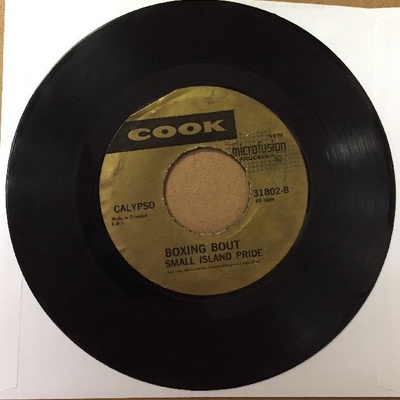 COOK
NEW
microfusion
PROCESS
CALYPSO
31802-B
Made in Trinidad
45 rpm
B.W.I.
BOXING BOUT
SMALL ISLAND PRIDE